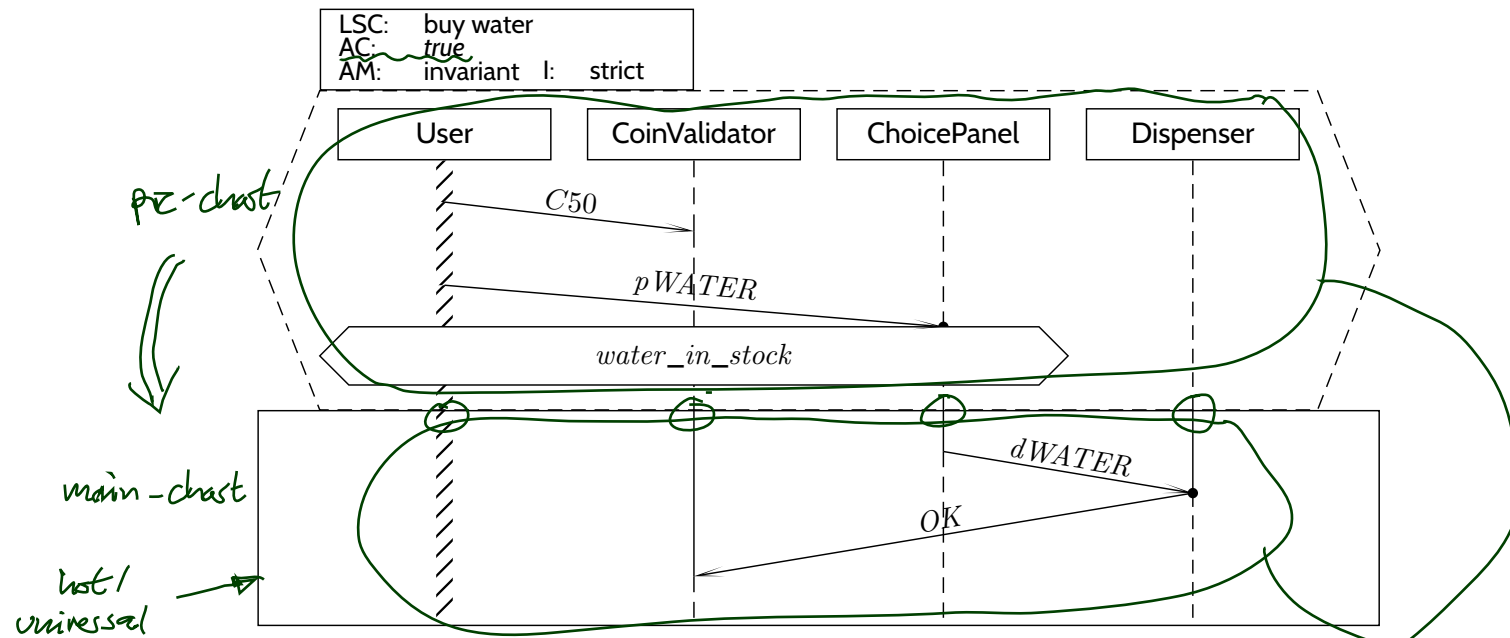 LSC: buy water
AC: true
AM: invariant I: strict
User CoinValidator ChoicePanel Dispenser
C50
pre-chart
pWATER
water_in_stock
dWATER
main-chart
OK
hot/
universal